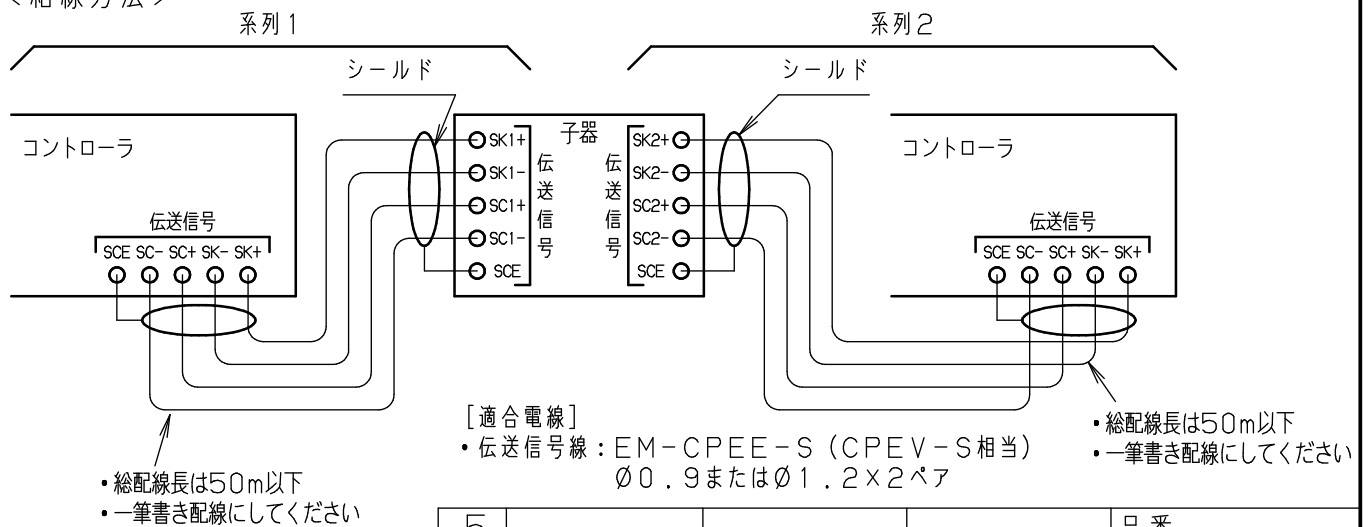 <結線方法>
系列1
系列2
シールド
シールド
コントローラ
伝送信号
SCE SC- SC+ SK- SK+
子器
SK1+
SK1-
SC1+
SC1-
SCE
伝送信号
伝送信号
SK2+
SK2-
SC2+
SC2-
SCE
コントローラ
伝送信号
SCE SC- SC+ SK- SK+
・総配線長は50m以下
・一筆書き配線にしてください
[適合電線]
・伝送信号線:EM-CPEE-S(CPEV-S相当)
Ø0.9またはØ1.2×2ペア
・総配線長は50m以下
・一筆書き配線にしてください
5
品番